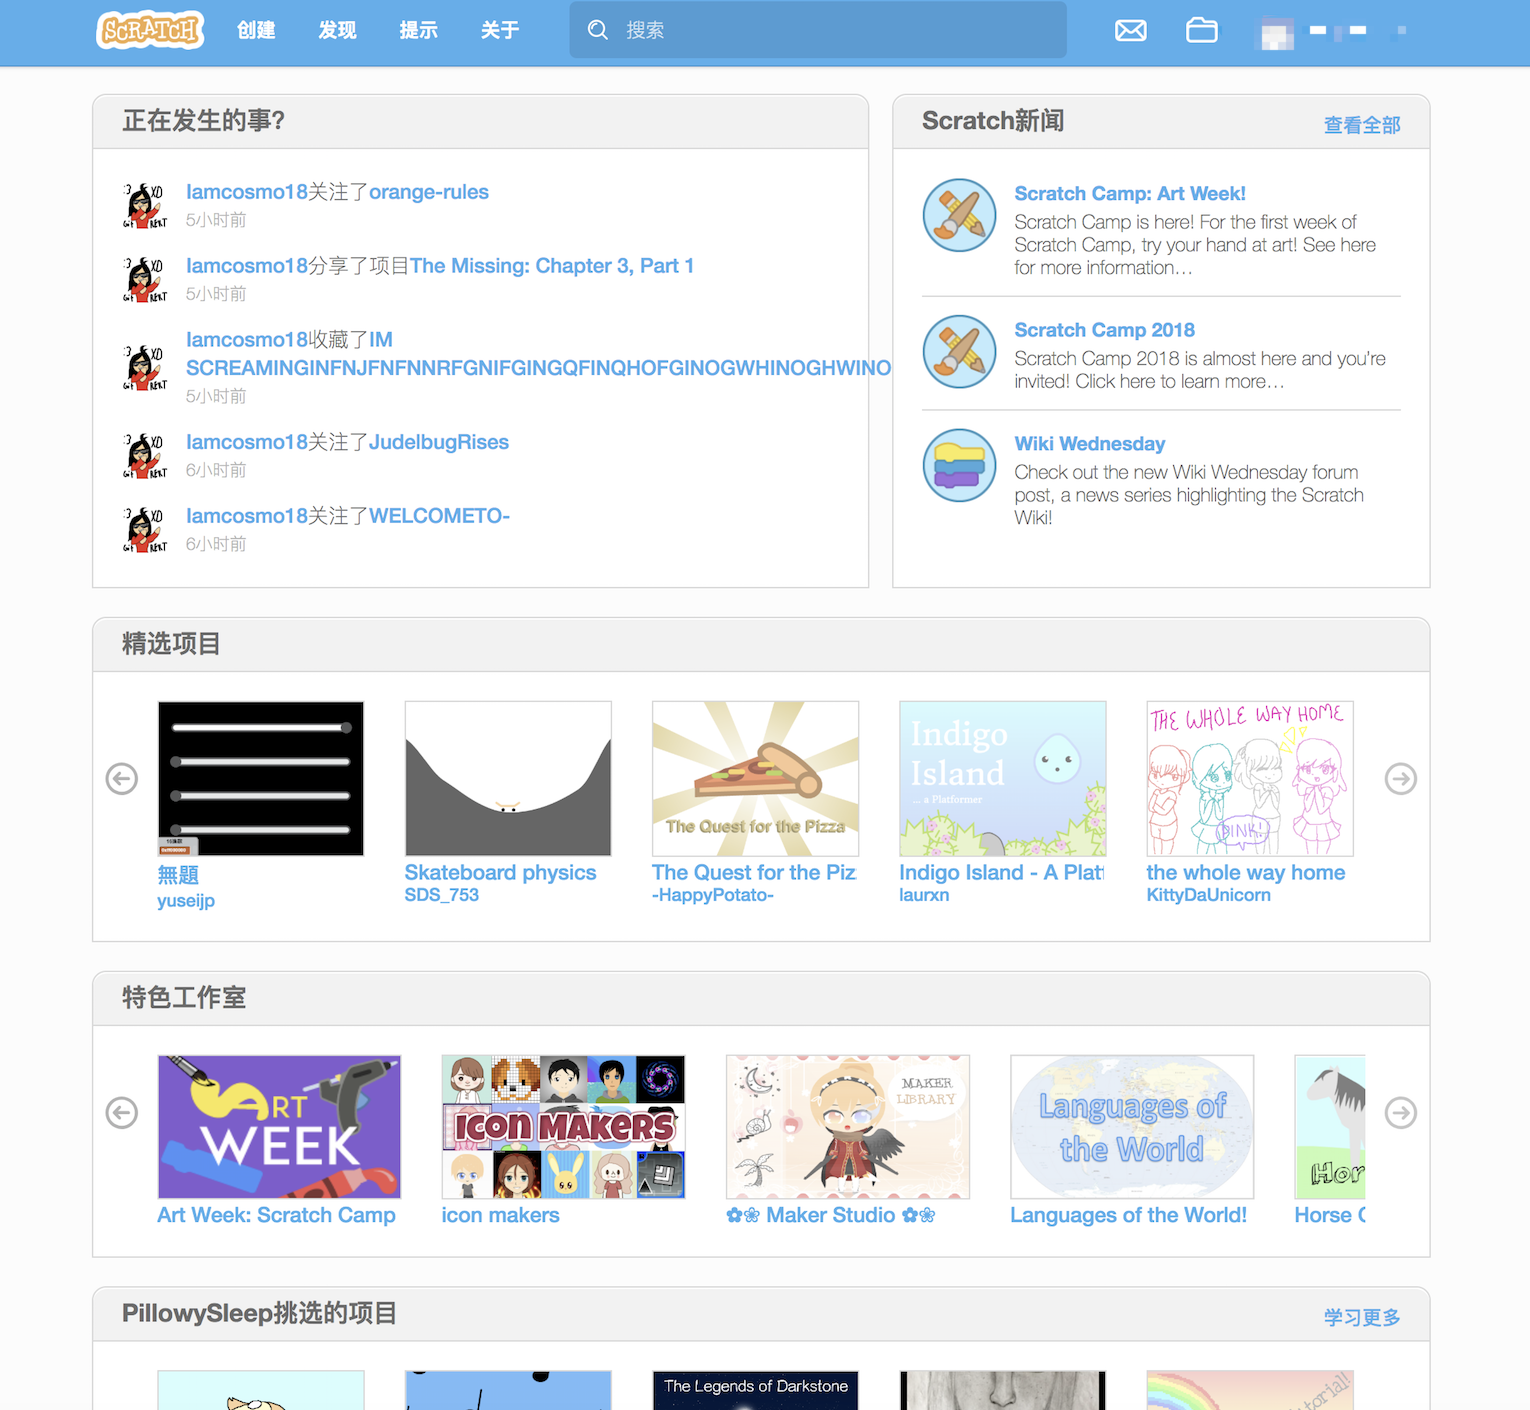 SCRATCH
创建
发现
提示
关于
搜索
正在发生的事?
lamcosmo18关注了orange-rules
5小时前
lamcosmo18分享了项目The Missing: Chapter 3, Part 1
5小时前
lamcosmo18收藏了IM
SCREAMINGINFNJFNFNNRFGNIFGINGQFINQHOFGINOGWHINOGHWINO
5小时前
lamcosmo18关注了JudelbugRises
6小时前
lamcosmo18关注了WELCOMETO-
6小时前
Scratch新闻
查看全部
Scratch Camp: Art Week!
Scratch Camp is here! For the first week of
Scratch Camp, try your hand at art! See here
for more information…
Scratch Camp 2018
Scratch Camp 2018 is almost here and you're
invited! Click here to learn more…
Wiki Wednesday
Check out the new Wiki Wednesday forum
post, a news series highlighting the Scratch
Wiki!
精选项目
The Quest for the Pizza
Indigo
Island
... a Platformer
THE WHOLE WAY HOME
OINK!
無題
yuseijp
Skateboard physics
SDS_753
The Quest for the Piz
-HappyPotato-
Indigo Island - A Platf
laurxn
the whole way home
KittyDaUnicorn
特色工作室
ART
WEEK
ICON MAKERS
MAKER
LIBRARY
Languages of
the World
Hor
Art Week: Scratch Camp
icon makers
✿❀ Maker Studio ✿❀
Languages of the World!
Horse C
PillowySleep挑选的项目
学习更多
The Legends of Darkstone
torial!